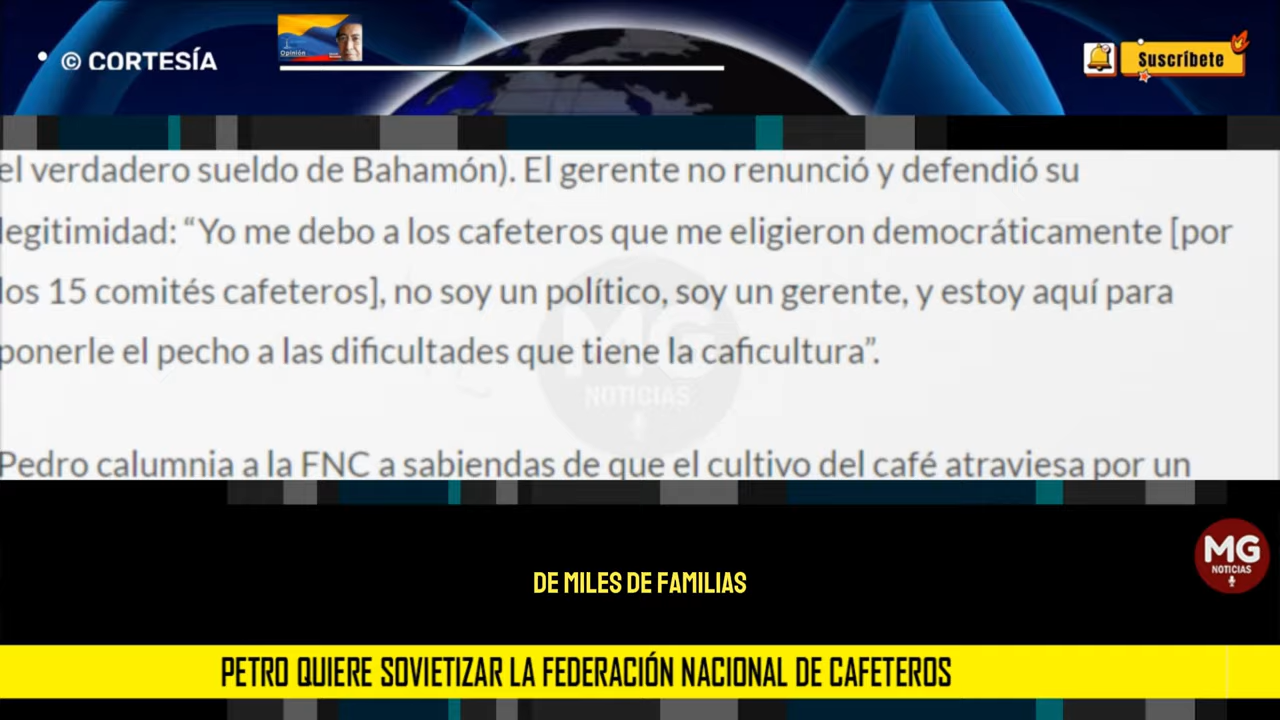 © CORTESÍA
Opinión
Suscríbete
el verdadero sueldo de Bahamón). El gerente no renunció y defendió su
legitimidad: “Yo me debo a los cafeteros que me eligieron democráticamente [por
los 15 comités cafeteros], no soy un político, soy un gerente, y estoy aquí para
ponerle el pecho a las dificultades que tiene la caficultura”.
MG
NOTICIAS
Pedro calumnia a la FNC a sabiendas de que el cultivo del café atraviesa por un
MG
NOTICIAS
DE MILES DE FAMILIAS
PETRO QUIERE SOVIETIZAR LA FEDERACIÓN NACIONAL DE CAFETEROS